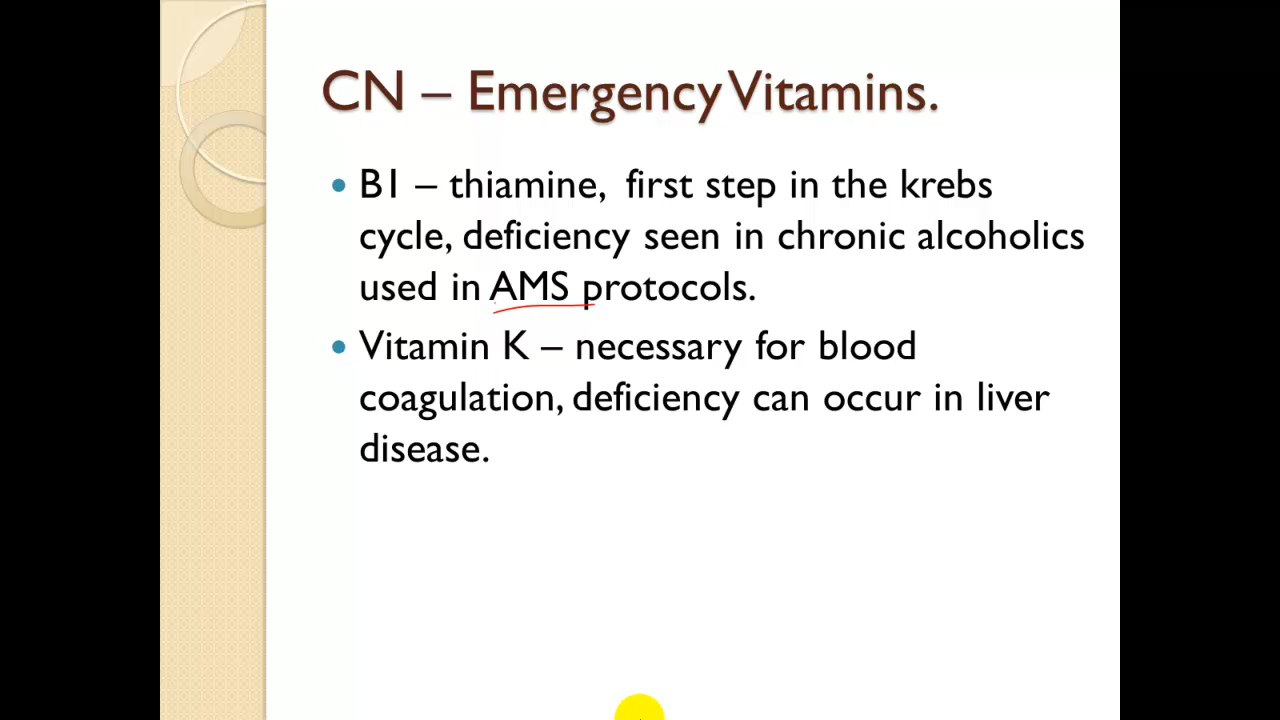 CN – Emergency Vitamins.
• B1 – thiamine, first step in the krebs
cycle, deficiency seen in chronic alcoholics
used in AMS protocols.
• Vitamin K – necessary for blood
coagulation, deficiency can occur in liver
disease.